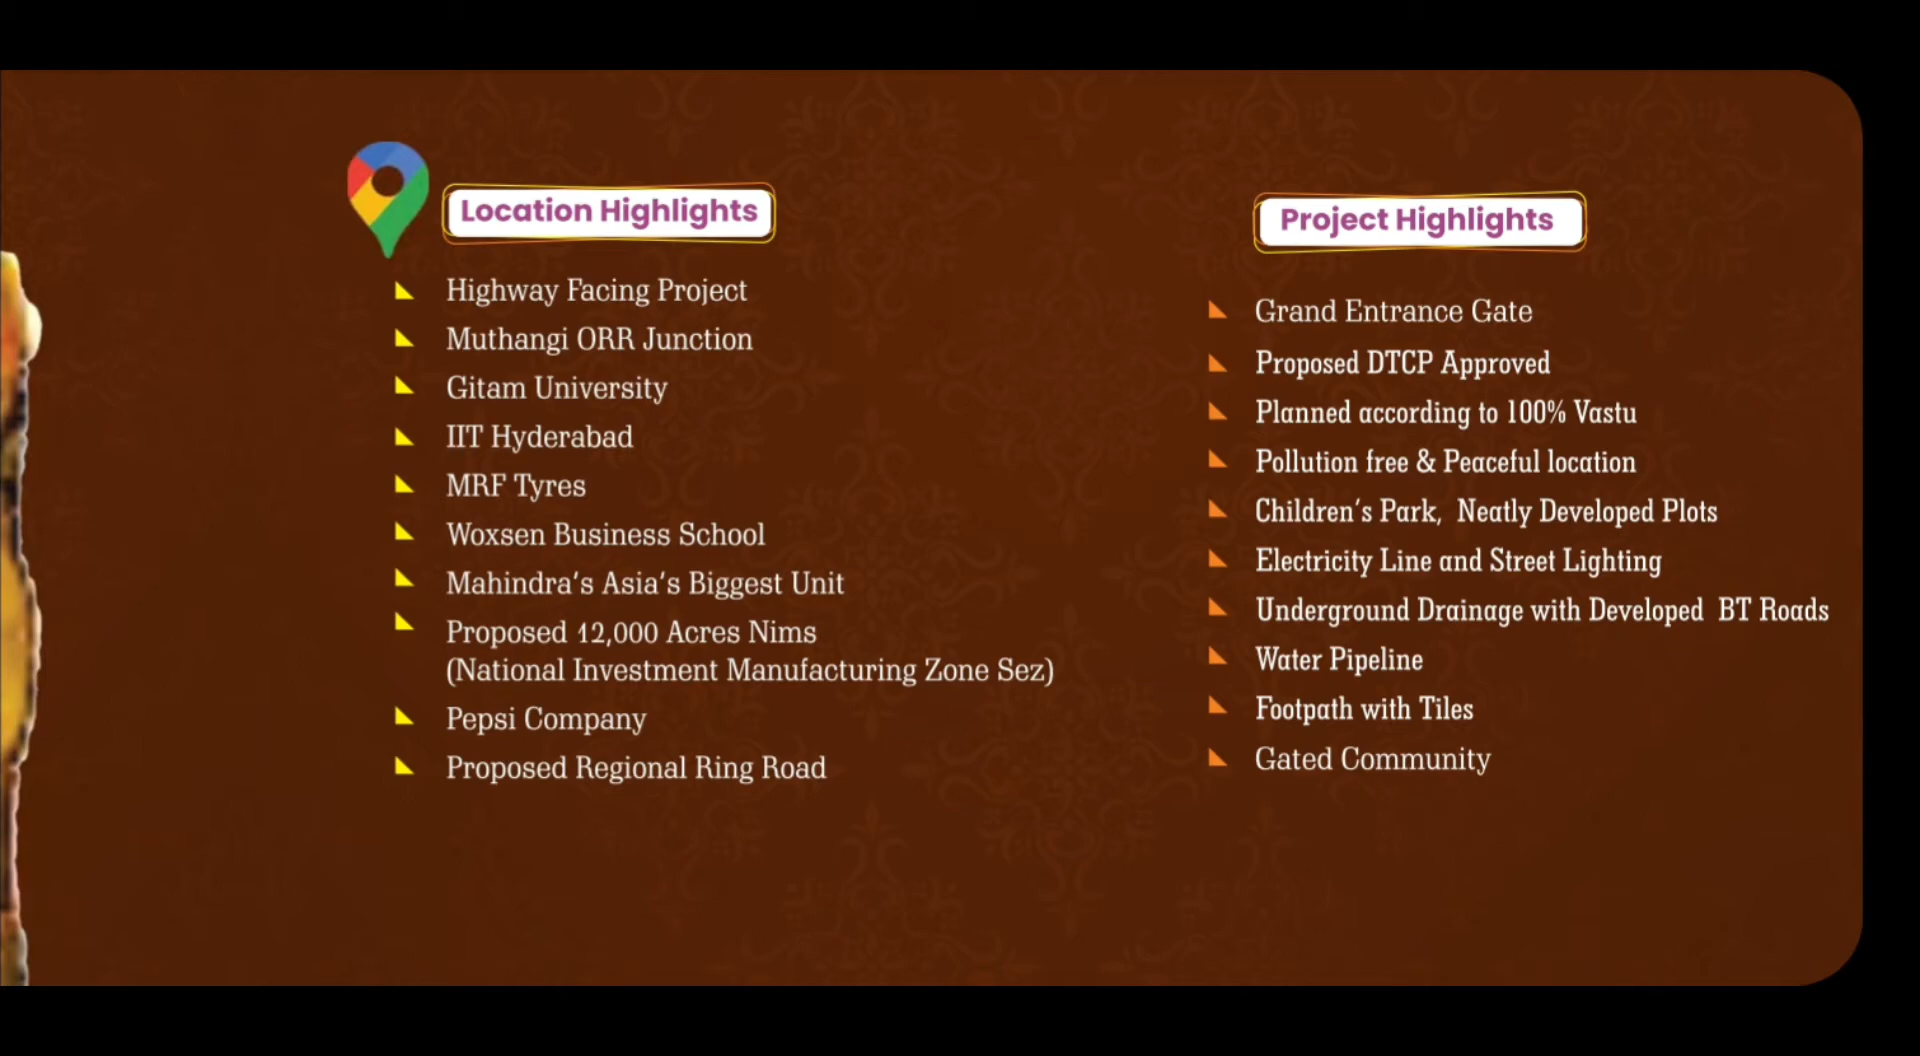 Location Highlights
Highway Facing Project
Muthangi ORR Junction
Gitam University
IIT Hyderabad
MRF Tyres
Woxsen Business School
Mahindra's Asia's Biggest Unit
Proposed 12,000 Acres Nims
(National Investment Manufacturing Zone Sez)
Pepsi Company
Proposed Regional Ring Road
Project Highlights
Grand Entrance Gate
Proposed DTCP Approved
Planned according to 100% Vastu
Pollution free & Peaceful location
Children's Park, Neatly Developed Plots
Electricity Line and Street Lighting
Underground Drainage with Developed BT Roads
Water Pipeline
Footpath with Tiles
Gated Community